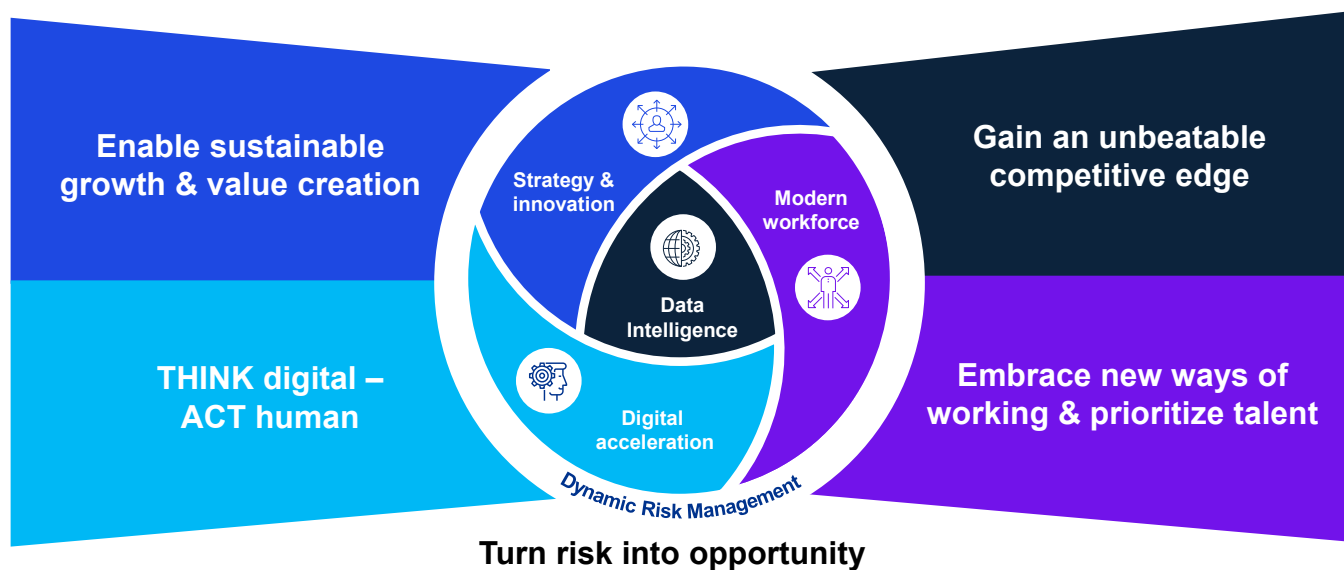 Enable sustainable
growth & value creation
Strategy &
innovation
Modern
workforce
Gain an unbeatable
competitive edge
Data
Intelligence
THINK digital –
ACT human
Digital
acceleration
Embrace new ways of
working & prioritize talent
Dynamic Risk Management
Turn risk into opportunity